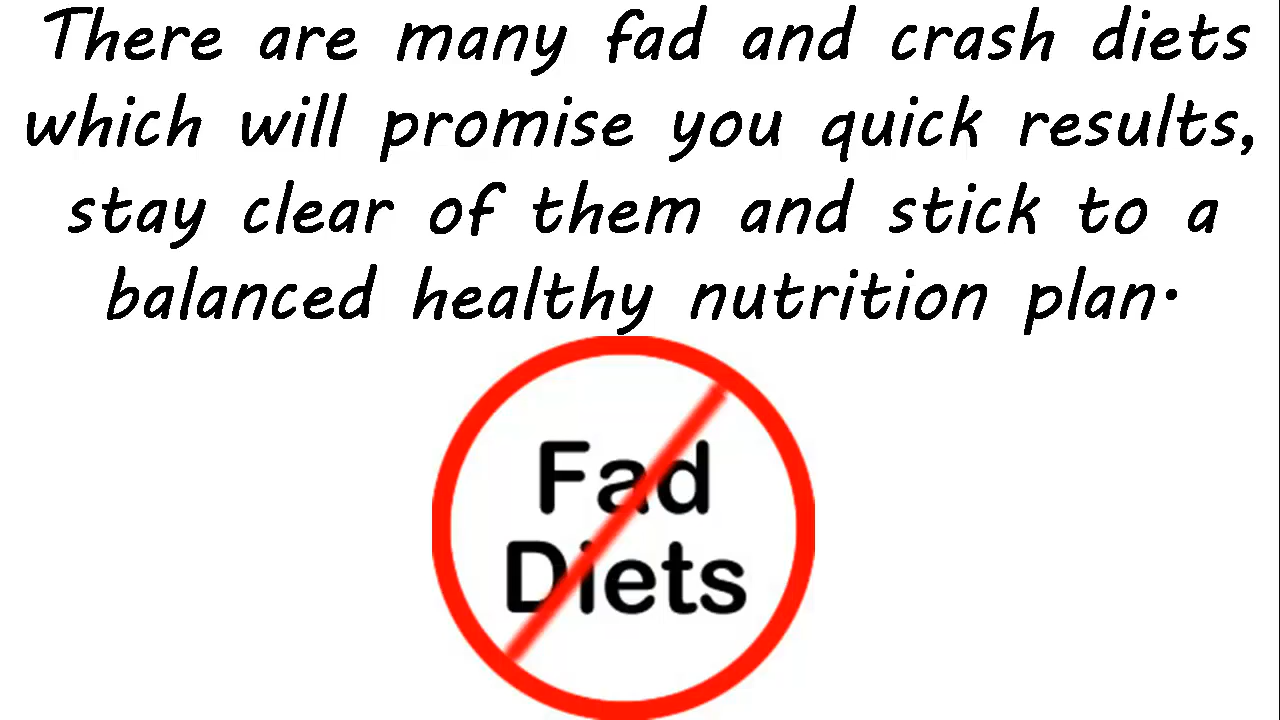 There are many fad and crash diets
which will promise you quick results,
stay clear of them and stick to a
balanced healthy nutrition plan.
Fad
Diets